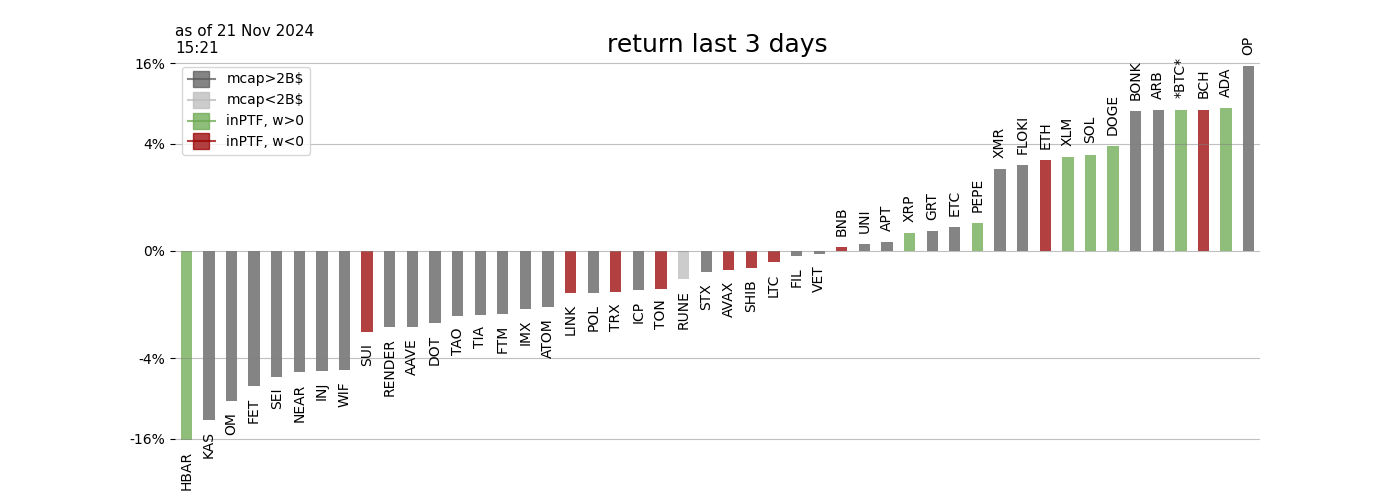 as of 21 Nov 2024
15:21
return last 3 days
16%
4%
0%
-4%
-16%
mcap>2B$
mcap<2B$
inPTF, w>0
inPTF, w<0
HBAR
KAS
OM
FET
SEI
NEAR
INJ
WIF
SUI
RENDER
AAVE
DOT
TAO
TIA
FTM
IMX
ATOM
LINK
POL
TRX
ICP
TON
RUNE
STX
AVAX
SHIB
LTC
FIL
VET
BNB
UNI
APT
XRP
GRT
ETC
PEPE
XMR
FLOKI
ETH
XLM
SOL
DOGE
BONK
ARB
*BTC*
BCH
ADA
OP